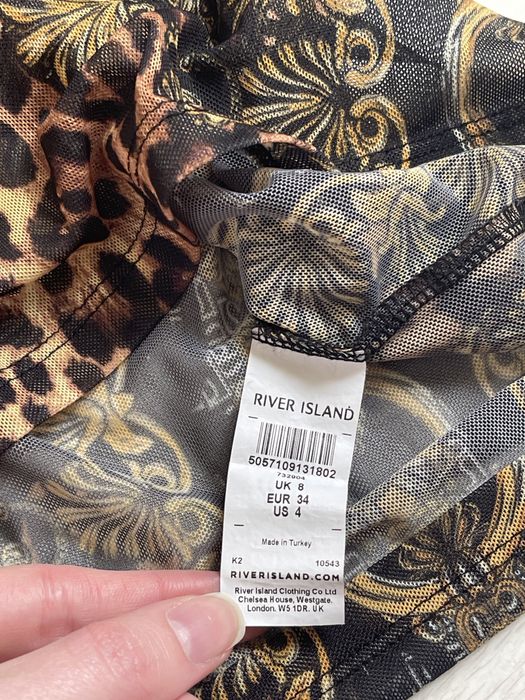 RIVER ISLAND
5057109131802
732904
UK 8
EUR 34
US 4
Made in Turkey
K2 10543
RIVERISLAND.COM
River Island Clothing Co Ltd
Chelsea House, Westgate.
London. W5 1DR. UK